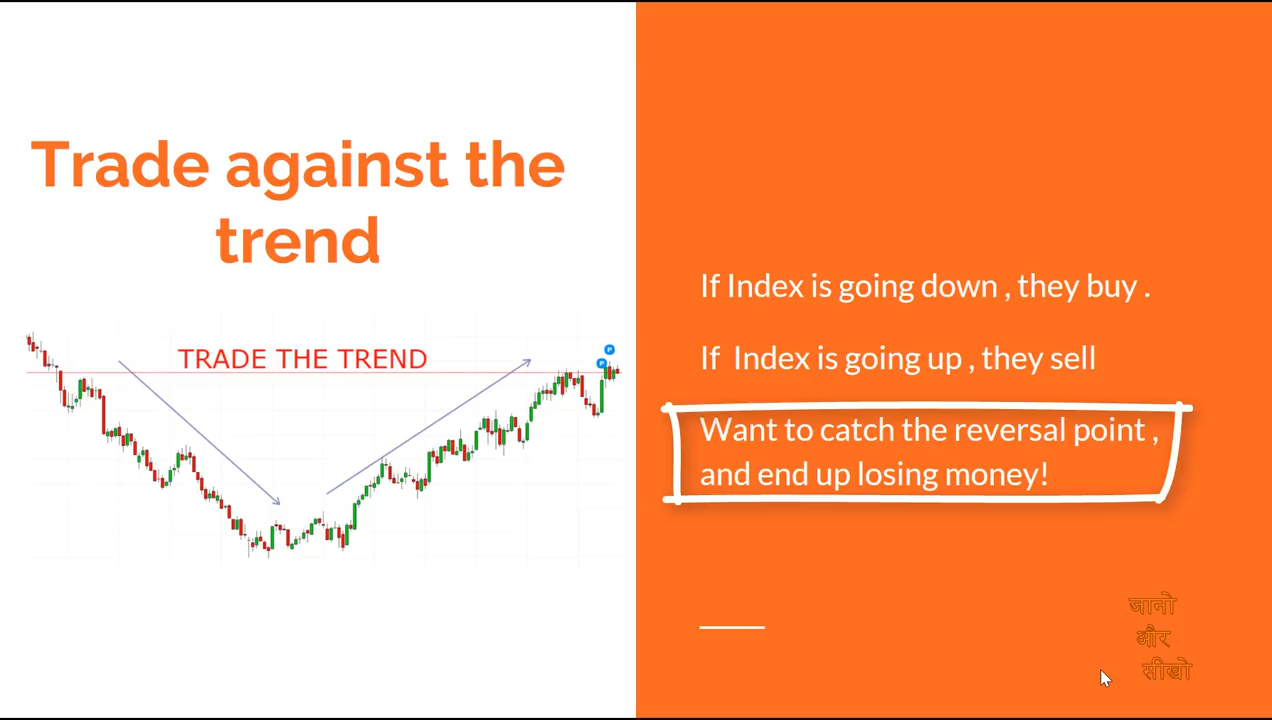 Trade against the
trend
TRADE THE TREND
P
P
If Index is going down , they buy .
If  Index is going up , they sell
Want to catch the reversal point ,
and end up losing money!
जानो
और
सीखो